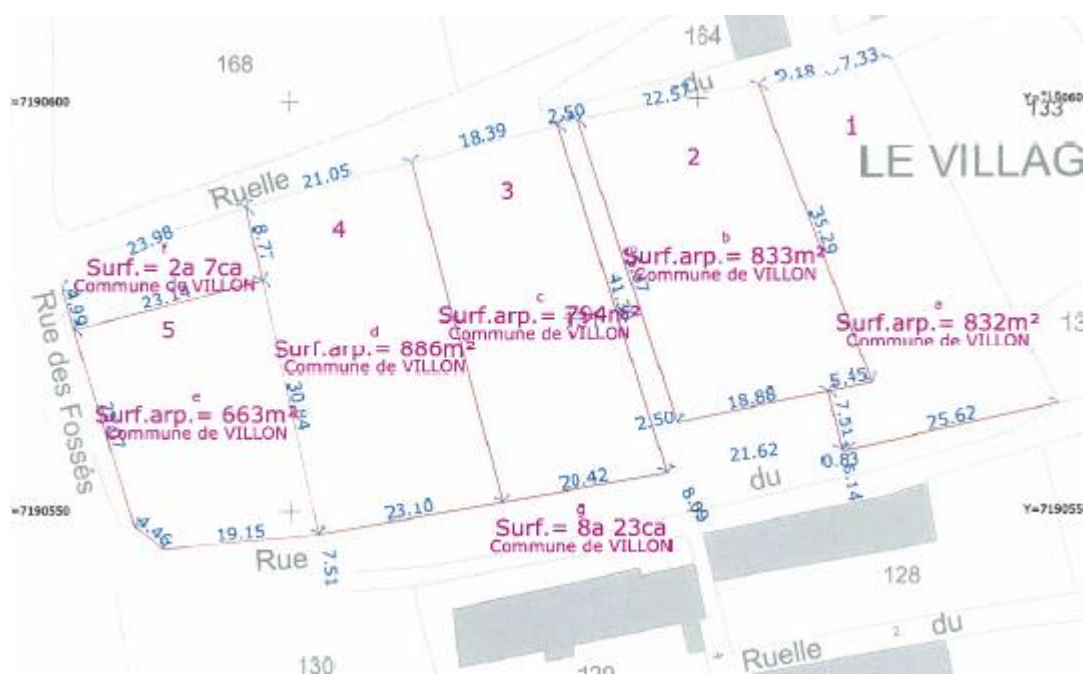 164
168
du
9.18
7.33
=7190600
22.57
2.50
133
1
18.39
2
LE VILLAG
3
21.05
Ruelle
4
35.29
23.98
8.77
b
Surf.arp.= 833m²
Commune de VILLON
f
Surf.= 2a 7ca
Commune de VILLON
23.14
4.99
c
Surf.arp.= 794m²
Commune de VILLON
a
Surf.arp.= 832m²
Commune de VILLON
5
d
Surf.arp.= 886m²
Commune de VILLON
Rue des Fossés
e
Surf.arp.= 663m²
Commune de VILLON
30.84
5.45
18.88
2.50
7.51
25.62
21.62
0.83
6.14
du
20.42
23.10
=7190550
Y=719055
g
Surf.= 8a 23ca
Commune de VILLON
4.46
19.15
Rue
7.51
128
130
2
du
Ruelle